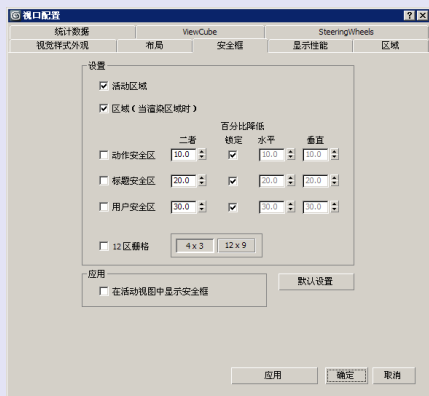 视口配置
统计数据 ViewCube SteeringWheels
视觉样式外观 布局 安全框 显示性能 区域
设置
活动区域
区域（当渲染区域时）
百分比降低
二者 锁定 水平 垂直
动作安全区 10.0 10.0 10.0
标题安全区 20.0 20.0 20.0
用户安全区 30.0 30.0 30.0
12 区栅格 4 x 3 12 x 9
应用
在活动视图中显示安全框
默认设置
应用 确定 取消